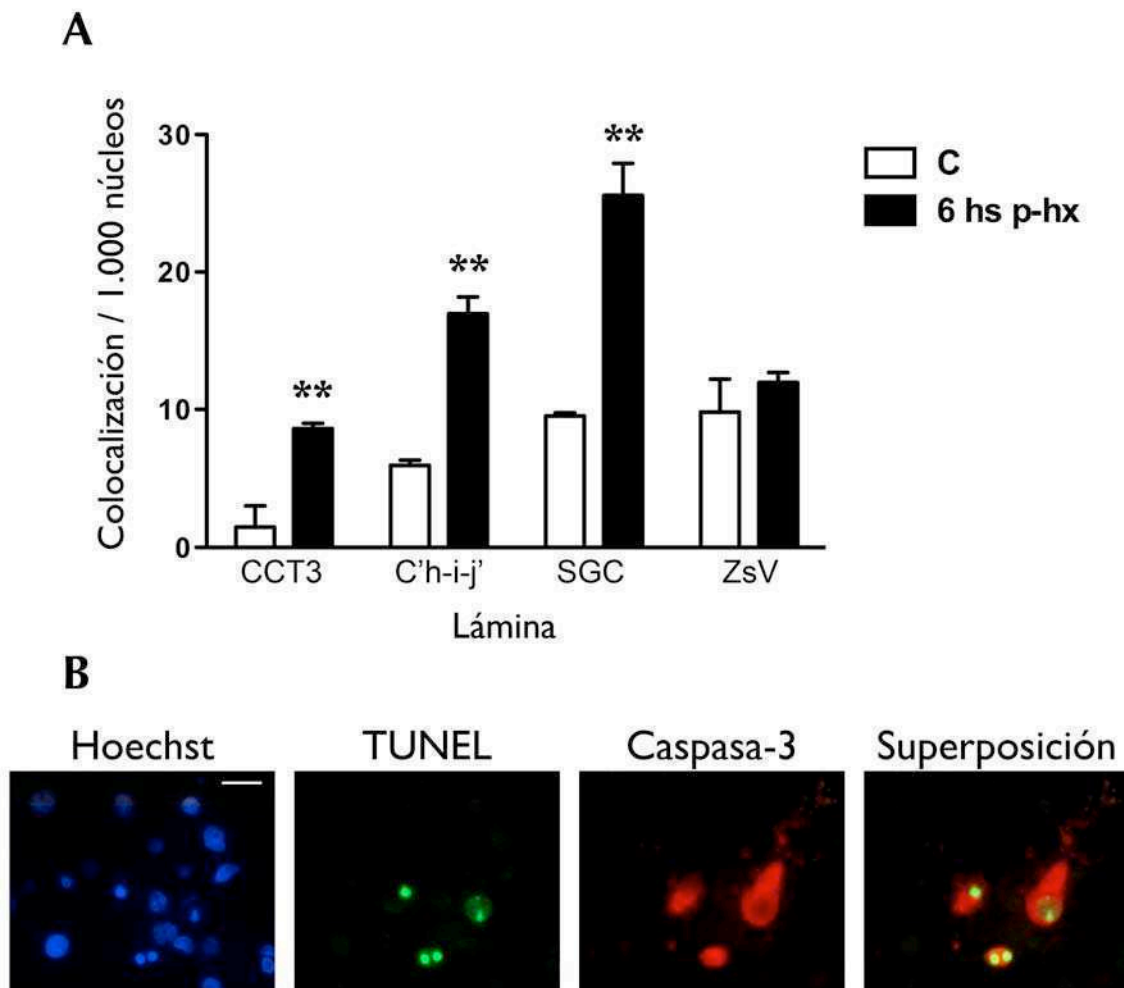 A
Colocalización / 1.000 núcleos
30
20
10
0
**
**
**
C
6 hs p-hx
CCT3 C'h-i-j' SGC ZsV
Lámina
B
Hoechst TUNEL Caspasa-3 Superposición